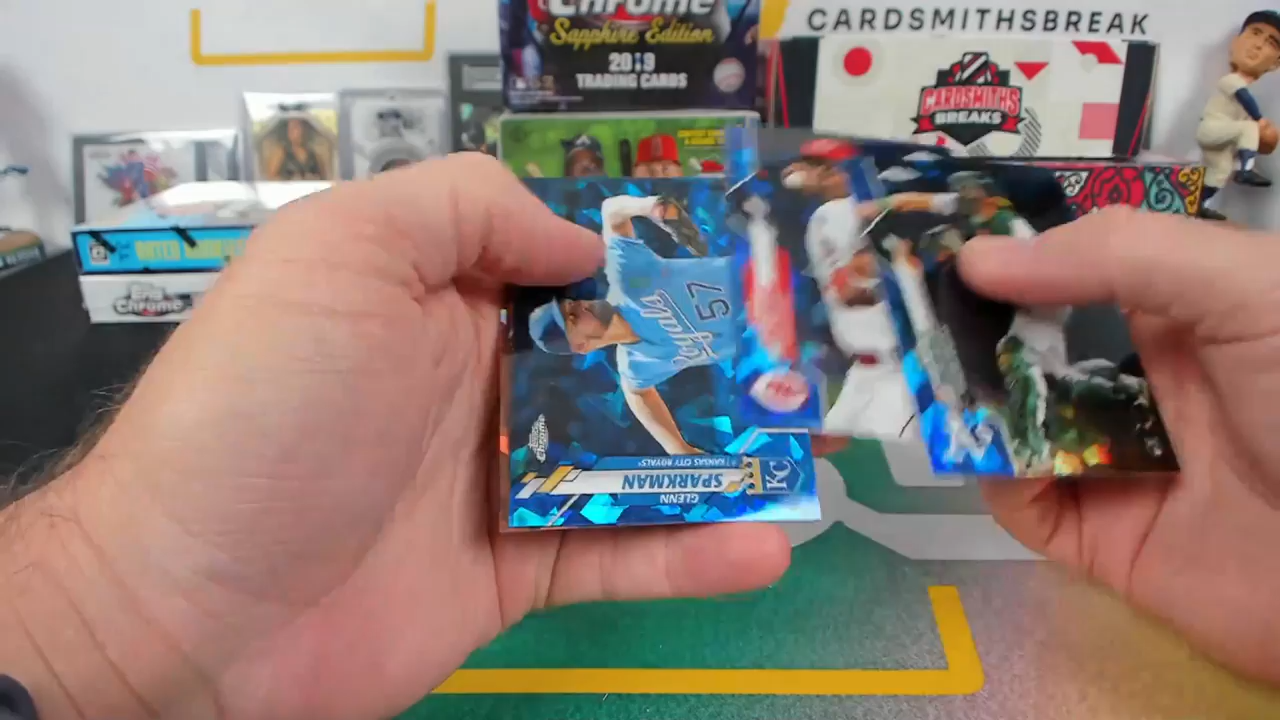 CARDSMITHSBREAK
Chrome
Sapphire Edition
2019
TRADING CARDS
CARDSMITHS
BREAKS
Topps
Chrome
Royals
57
Chrome
GLENN
SPARKMAN
KANSAS CITY ROYALS
KC